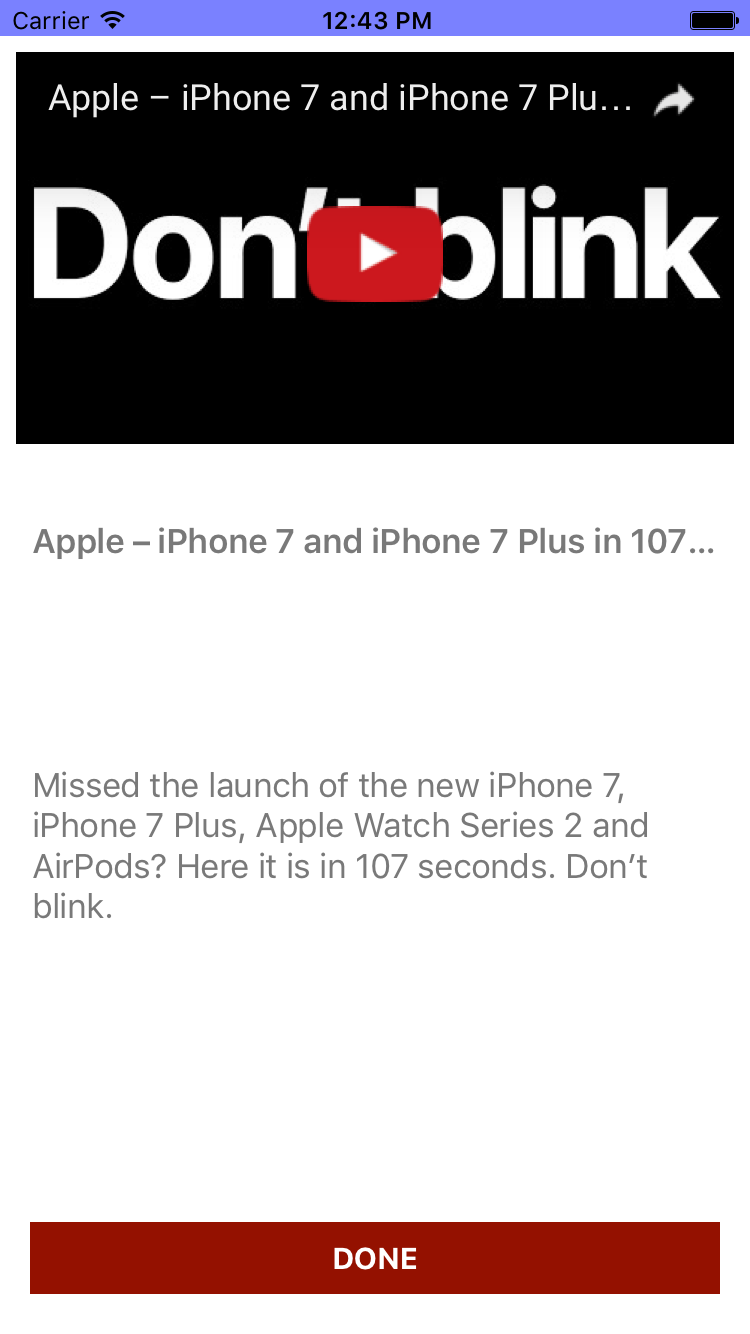 Carrier 12:43 PM
Apple – iPhone 7 and iPhone 7 Plu...
Don't blink
Apple – iPhone 7 and iPhone 7 Plus in 107...
Missed the launch of the new iPhone 7,
iPhone 7 Plus, Apple Watch Series 2 and
AirPods? Here it is in 107 seconds. Don’t
blink.
DONE